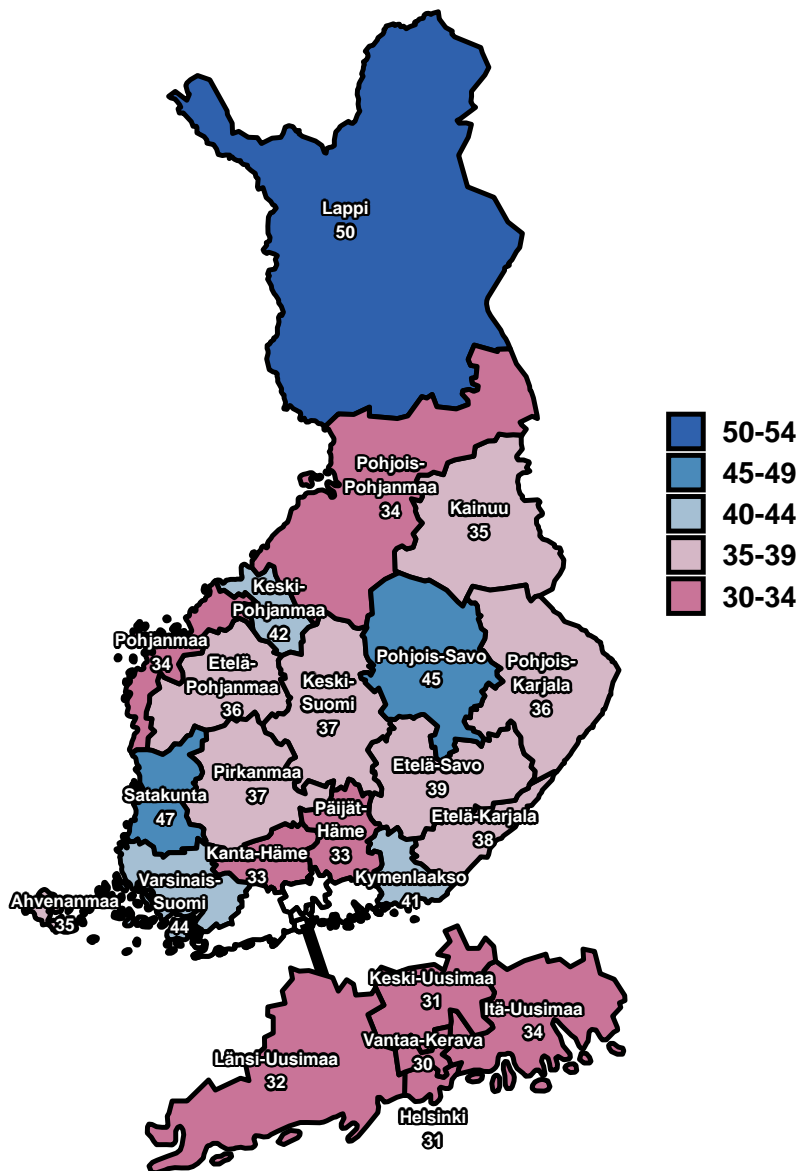 Lappi
50
50-54
45-49
40-44
35-39
30-34
Pohjois-
Pohjanmaa
34
Kainuu
35
Keski-
Pohjanmaa
42
Pohjanmaa
34
Etelä-
Pohjanmaa
36
Keski-
Suomi
37
Pohjois-Savo
45
Pohjois-
Karjala
36
Satakunta
47
Pirkanmaa
37
Etelä-Savo
39
Päijät-
Häme
33
Etelä-Karjala
38
Kanta-Häme
33
Kymenlaakso
41
Ahvenanmaa
35
Varsinais-
Suomi
44
Keski-Uusimaa
31
Itä-Uusimaa
34
Vantaa-Kerava
30
Länsi-Uusimaa
32
Helsinki
31